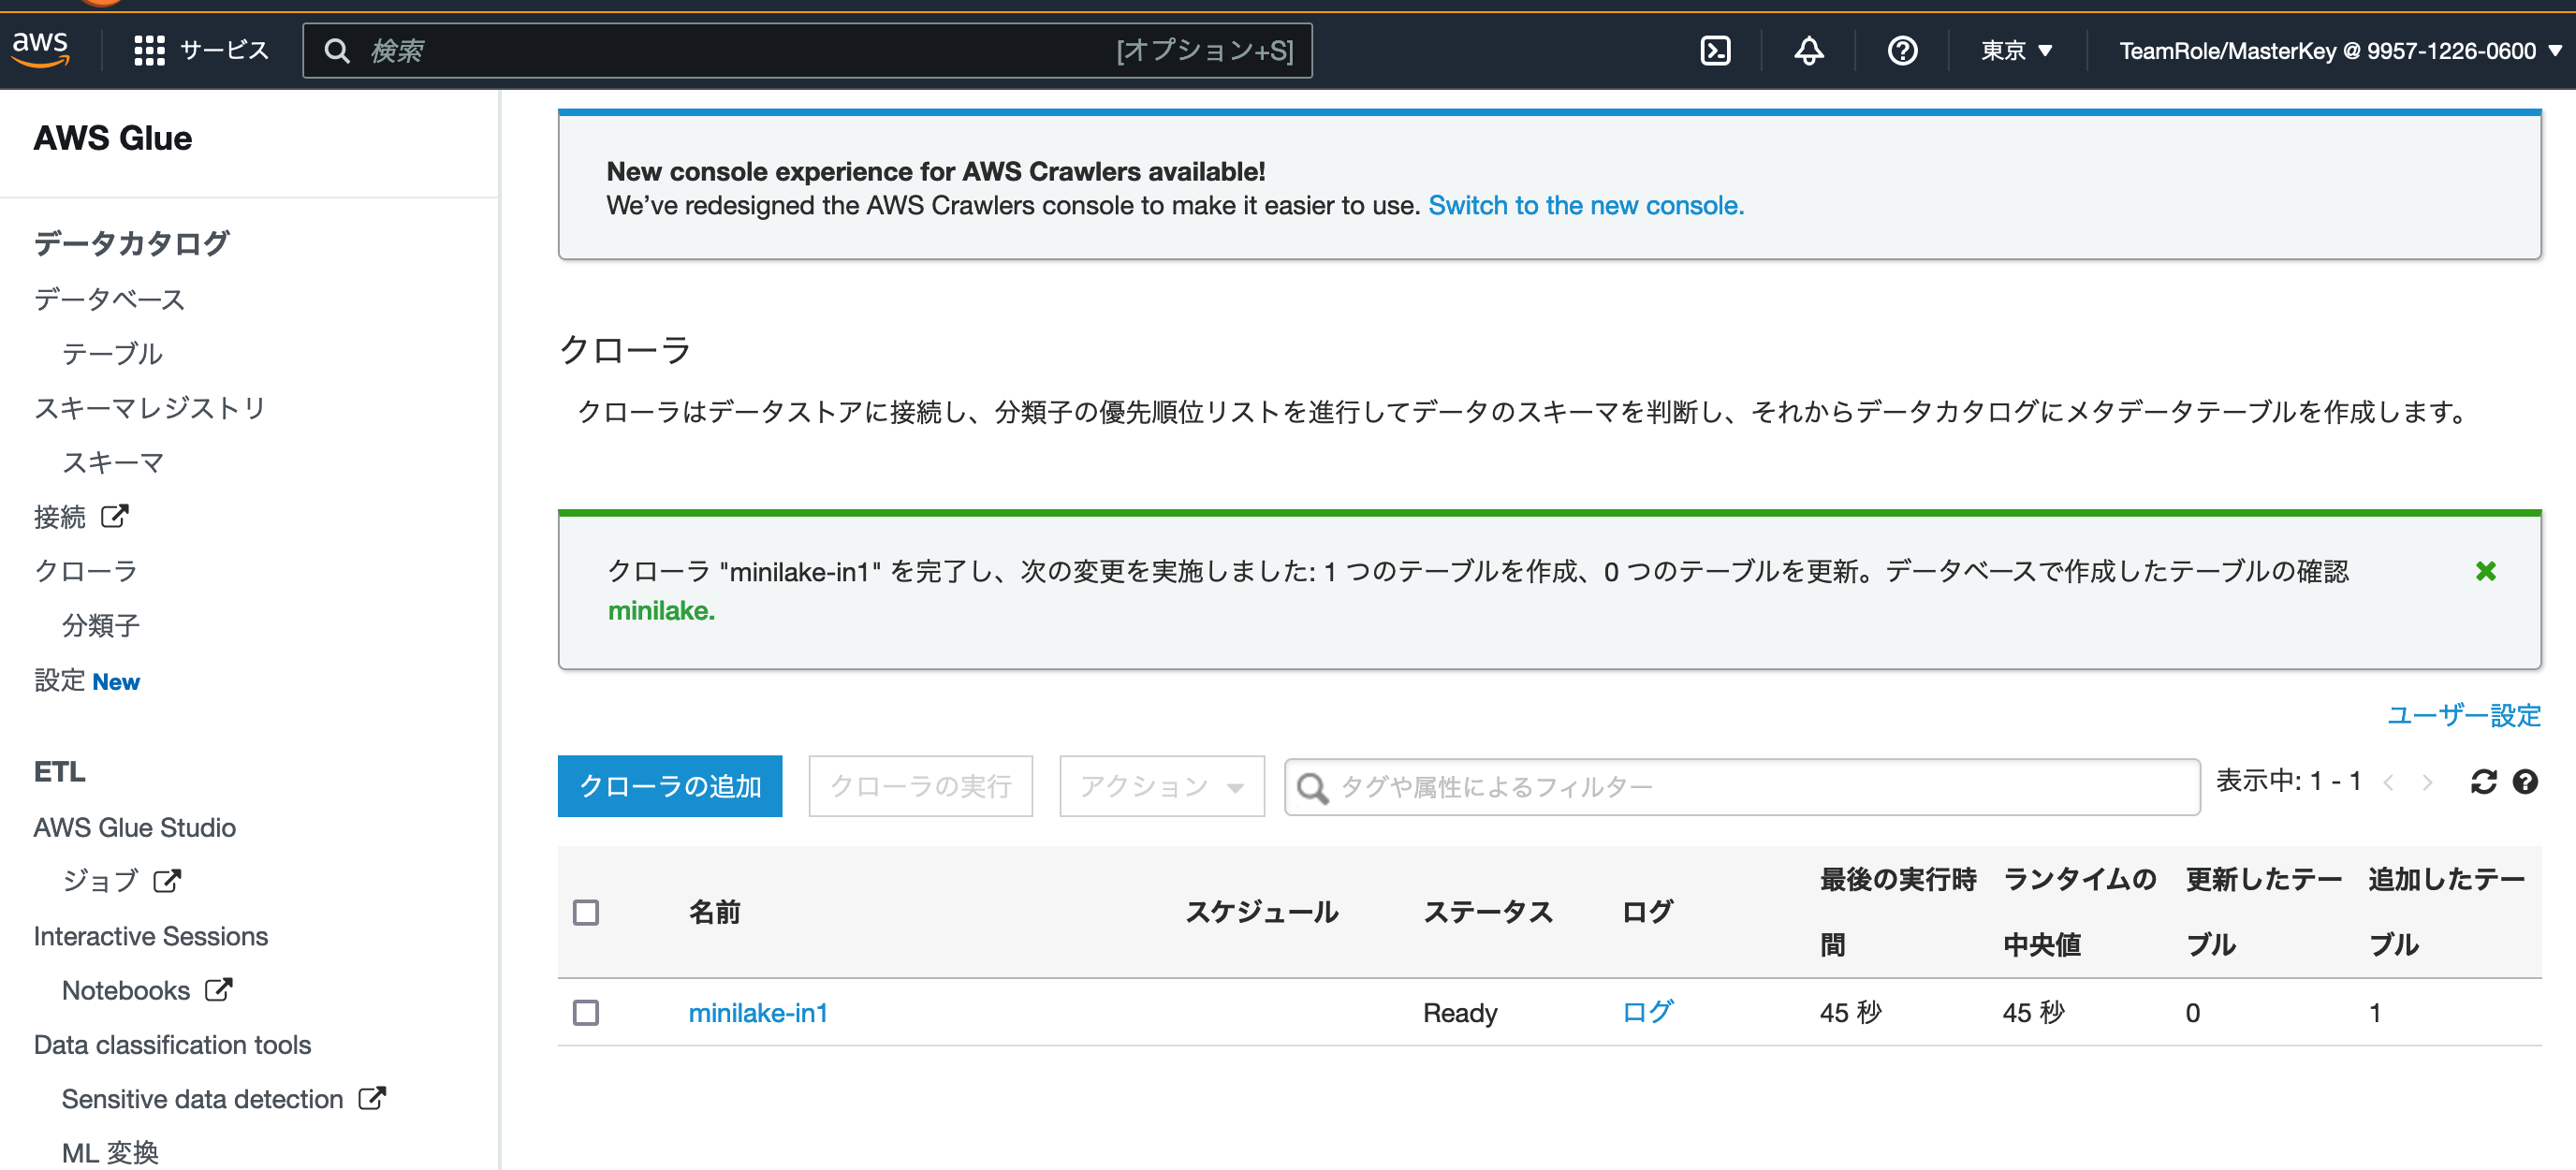 aws
サービス
検索
[オプション+S]
東京
TeamRole/MasterKey @ 9957-1226-0600
AWS Glue
データカタログ
データベース
テーブル
スキーマレジストリ
スキーマ
接続
クローラ
分類子
設定 New
ETL
AWS Glue Studio
ジョブ
Interactive Sessions
Notebooks
Data classification tools
Sensitive data detection
ML 変換
New console experience for AWS Crawlers available!
We’ve redesigned the AWS Crawlers console to make it easier to use. Switch to the new console.
クローラ
クローラはデータストアに接続し、分類子の優先順位リストを進行してデータのスキーマを判断し、それからデータカタログにメタデータテーブルを作成します。
クローラ "minilake-in1" を完了し、次の変更を実施しました: 1 つのテーブルを作成、0 つのテーブルを更新。データベースで作成したテーブルの確認
minilake.
ユーザー設定
クローラの追加
クローラの実行
アクション
タグや属性によるフィルター
表示中: 1 - 1
名前
スケジュール
ステータス
ログ
最後の実行時
間
ランタイムの
中央値
更新したテー
ブル
追加したテー
ブル
minilake-in1
Ready
ログ
45 秒
45 秒
0
1